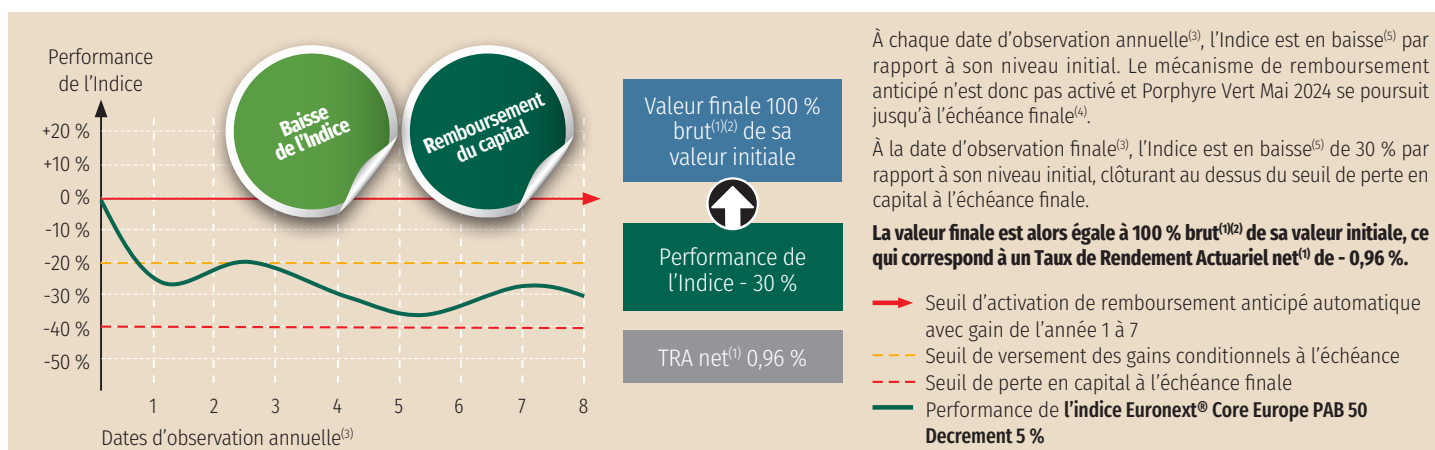 Performance
de l’Indice
+20 %
+10 %
0 %
-10 %
-20 %
-30 %
-40 %
-50 %
1 2 3 4 5 6 7 8
Dates d’observation annuelle(3)
Baisse
de l’Indice
Remboursement
du capital
Valeur finale 100 %
brut(1)(2) de sa
valeur initiale
Performance de
l’Indice - 30 %
TRA net(1) 0,96 %
À chaque date d’observation annuelle(3), l’Indice est en baisse(5) par
rapport à son niveau initial. Le mécanisme de remboursement
anticipé n’est donc pas activé et Porphyre Vert Mai 2024 se poursuit
jusqu’à l’échéance finale(4).
À la date d’observation finale(3), l’Indice est en baisse(5) de 30 % par
rapport à son niveau initial, clôturant au dessus du seuil de perte en
capital à l’échéance finale.
La valeur finale est alors égale à 100 % brut(1)(2) de sa valeur initiale, ce
qui correspond à un Taux de Rendement Actuariel net(1) de - 0,96 %.
Seuil d’activation de remboursement anticipé automatique
avec gain de l’année 1 à 7
Seuil de versement des gains conditionnels à l’échéance
Seuil de perte en capital à l’échéance finale
Performance de l’indice Euronext® Core Europe PAB 50
Decrement 5 %